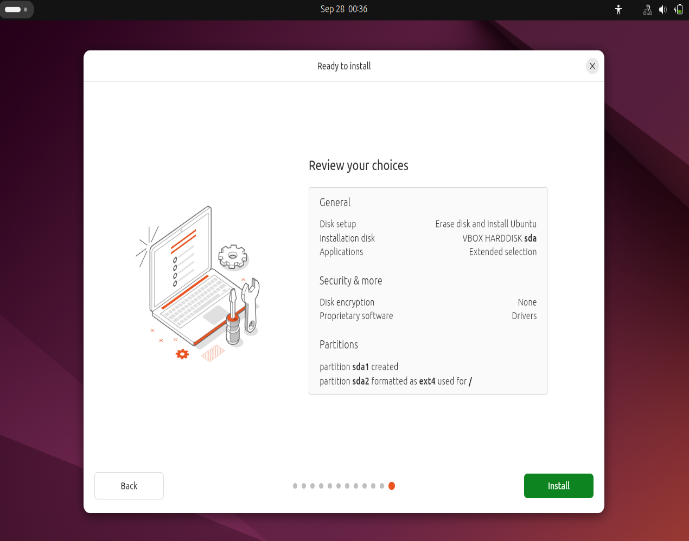 Sep 28 00:36
Ready to install
Review your choices
General
Disk setup Erase disk and Install Ubuntu
Installation disk VBOX HARDDISK sda
Applications Extended selection
Security & more
Disk encryption None
Proprietary software Drivers
Partitions
partition sda1 created
partition sda2 formatted as ext4 used for /
Back
Install